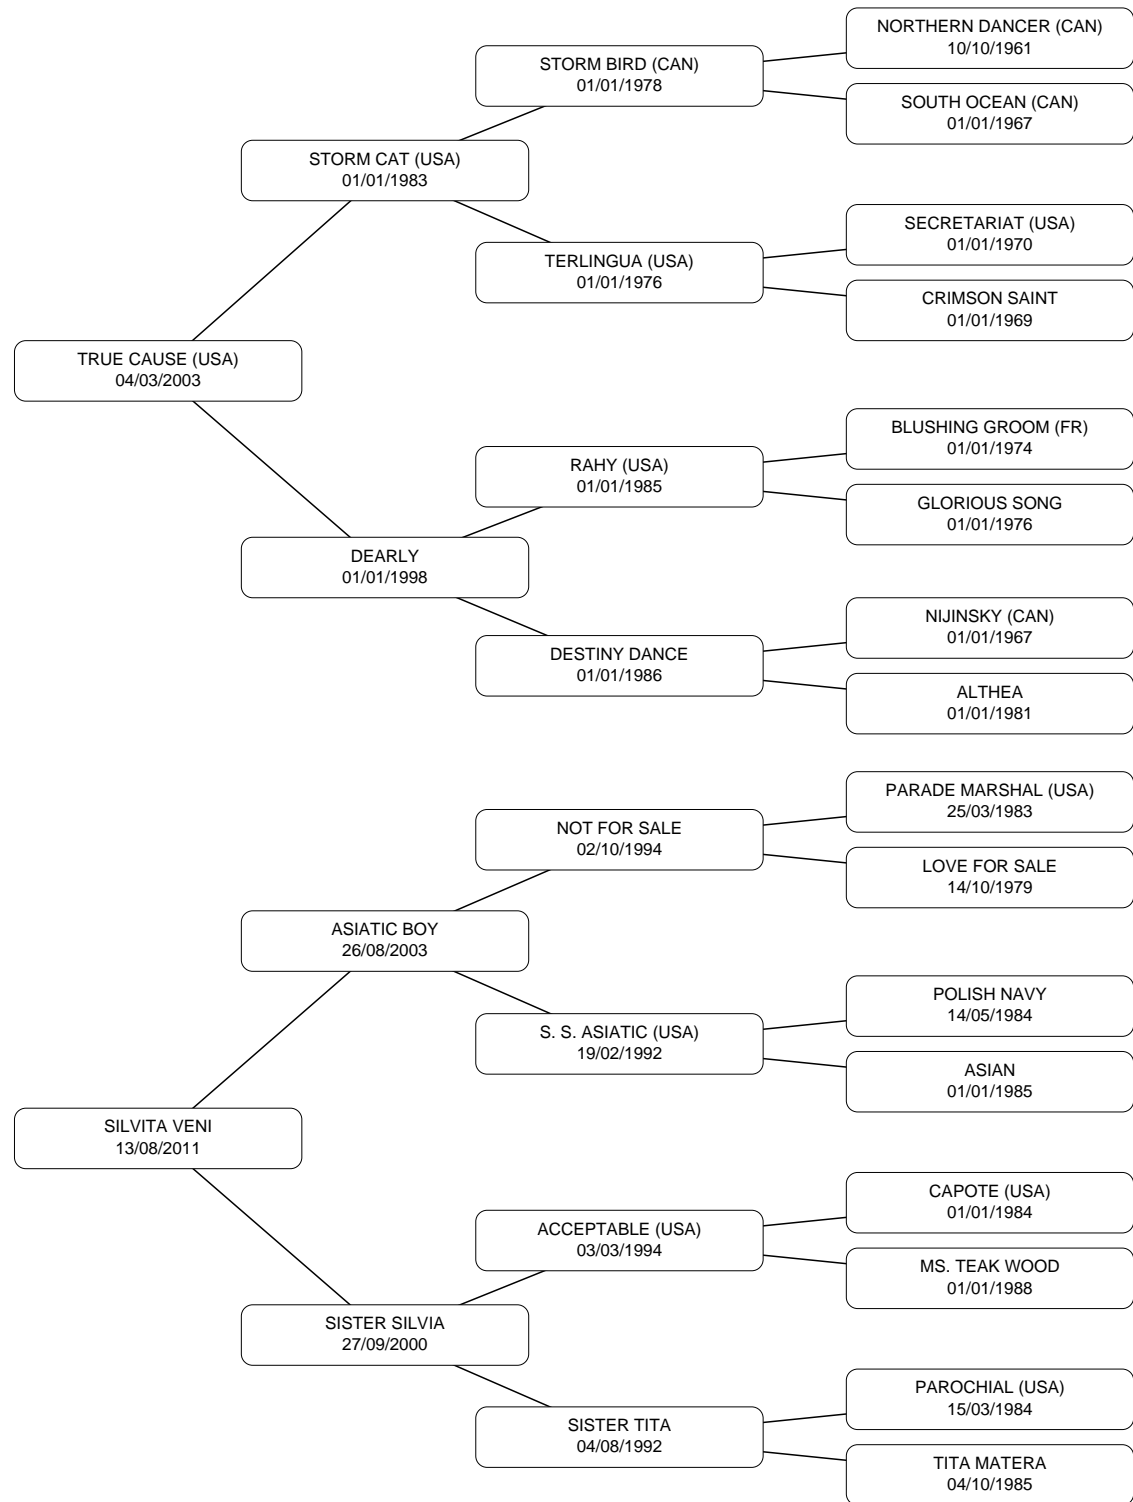 NORTHERN DANCER (CAN)
10/10/1961
STORM BIRD (CAN)
01/01/1978
SOUTH OCEAN (CAN)
01/01/1967
STORM CAT (USA)
01/01/1983
SECRETARIAT (USA)
01/01/1970
TERLINGUA (USA)
01/01/1976
CRIMSON SAINT
01/01/1969
TRUE CAUSE (USA)
04/03/2003
BLUSHING GROOM (FR)
01/01/1974
RAHY (USA)
01/01/1985
GLORIOUS SONG
01/01/1976
DEARLY
01/01/1998
NIJINSKY (CAN)
01/01/1967
DESTINY DANCE
01/01/1986
ALTHEA
01/01/1981
PARADE MARSHAL (USA)
25/03/1983
NOT FOR SALE
02/10/1994
LOVE FOR SALE
14/10/1979
ASIATIC BOY
26/08/2003
POLISH NAVY
14/05/1984
S. S. ASIATIC (USA)
19/02/1992
ASIAN
01/01/1985
SILVITA VENI
13/08/2011
CAPOTE (USA)
01/01/1984
ACCEPTABLE (USA)
03/03/1994
MS. TEAK WOOD
01/01/1988
SISTER SILVIA
27/09/2000
PAROCHIAL (USA)
15/03/1984
SISTER TITA
04/08/1992
TITA MATERA
04/10/1985